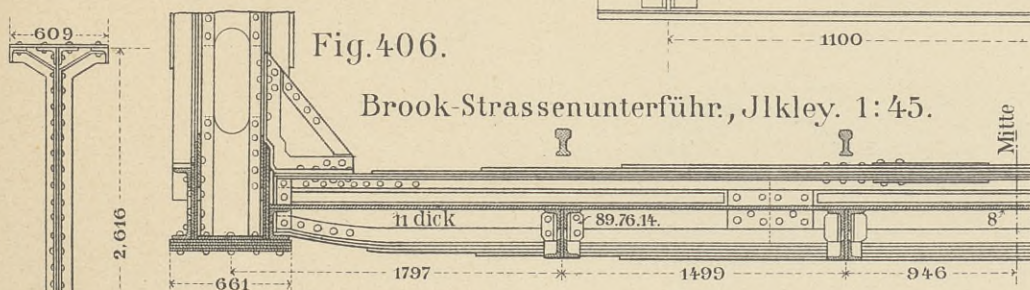 609
Fig.406.
1100
Brook-Strassenunterführ., Jlkley. 1:45.
Mitte
2,616
11 dick
89.76.14.
8
1797
1499
946
661